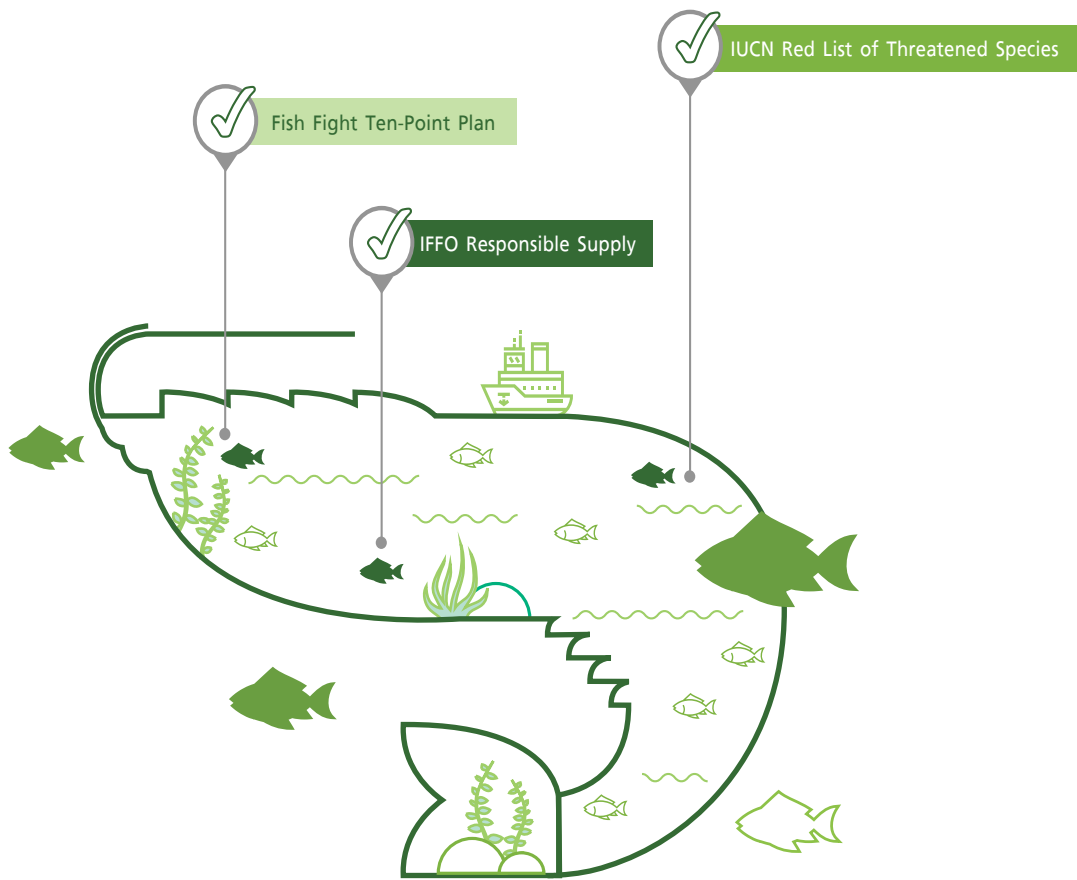 IUCN Red List of Threatened Species
Fish Fight Ten-Point Plan
IFFO Responsible Supply